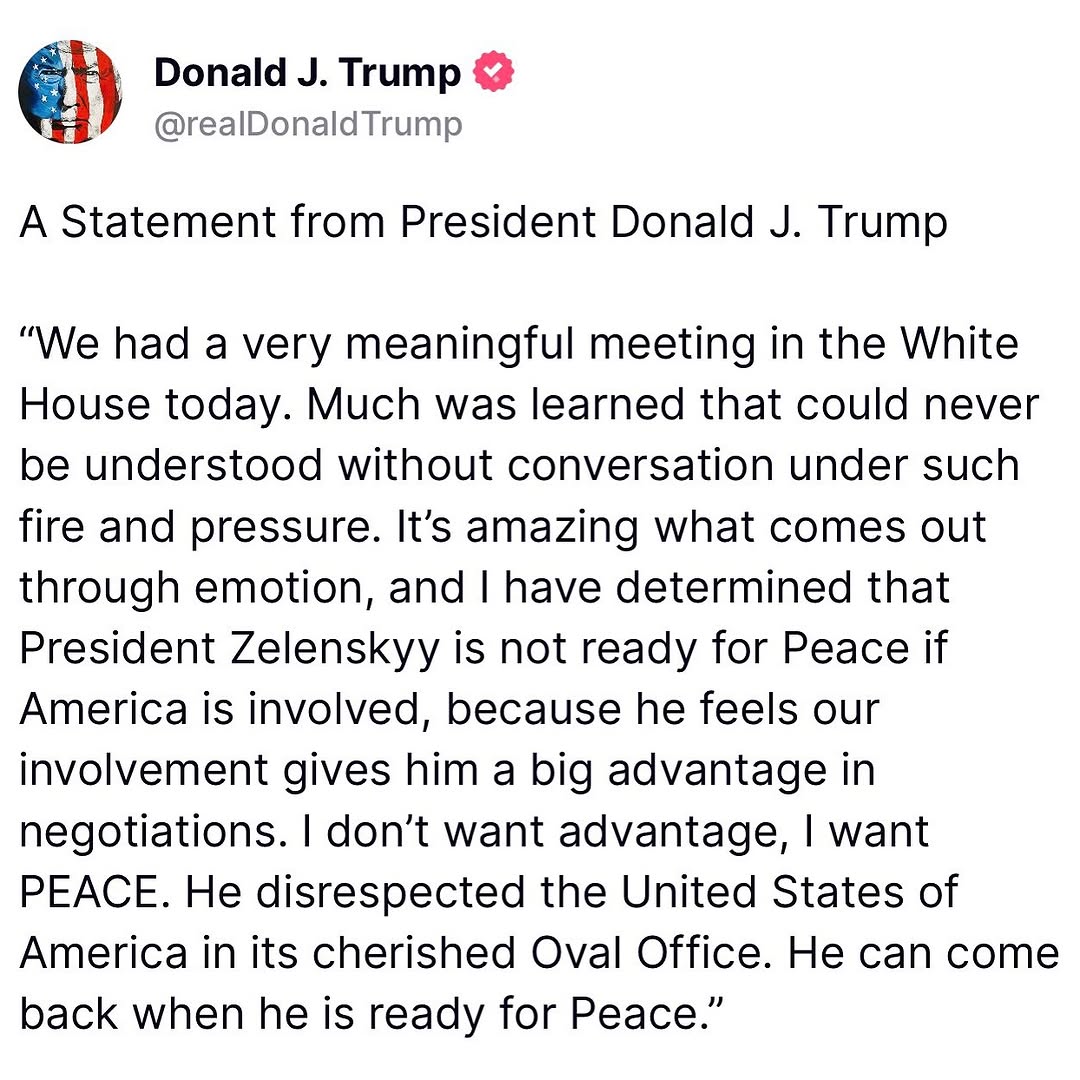 Donald J. Trump
@realDonaldTrump
A Statement from President Donald J. Trump
“We had a very meaningful meeting in the White
House today. Much was learned that could never
be understood without conversation under such
fire and pressure. It’s amazing what comes out
through emotion, and I have determined that
President Zelenskyy is not ready for Peace if
America is involved, because he feels our
involvement gives him a big advantage in
negotiations. I don’t want advantage, I want
PEACE. He disrespected the United States of
America in its cherished Oval Office. He can come
back when he is ready for Peace.”